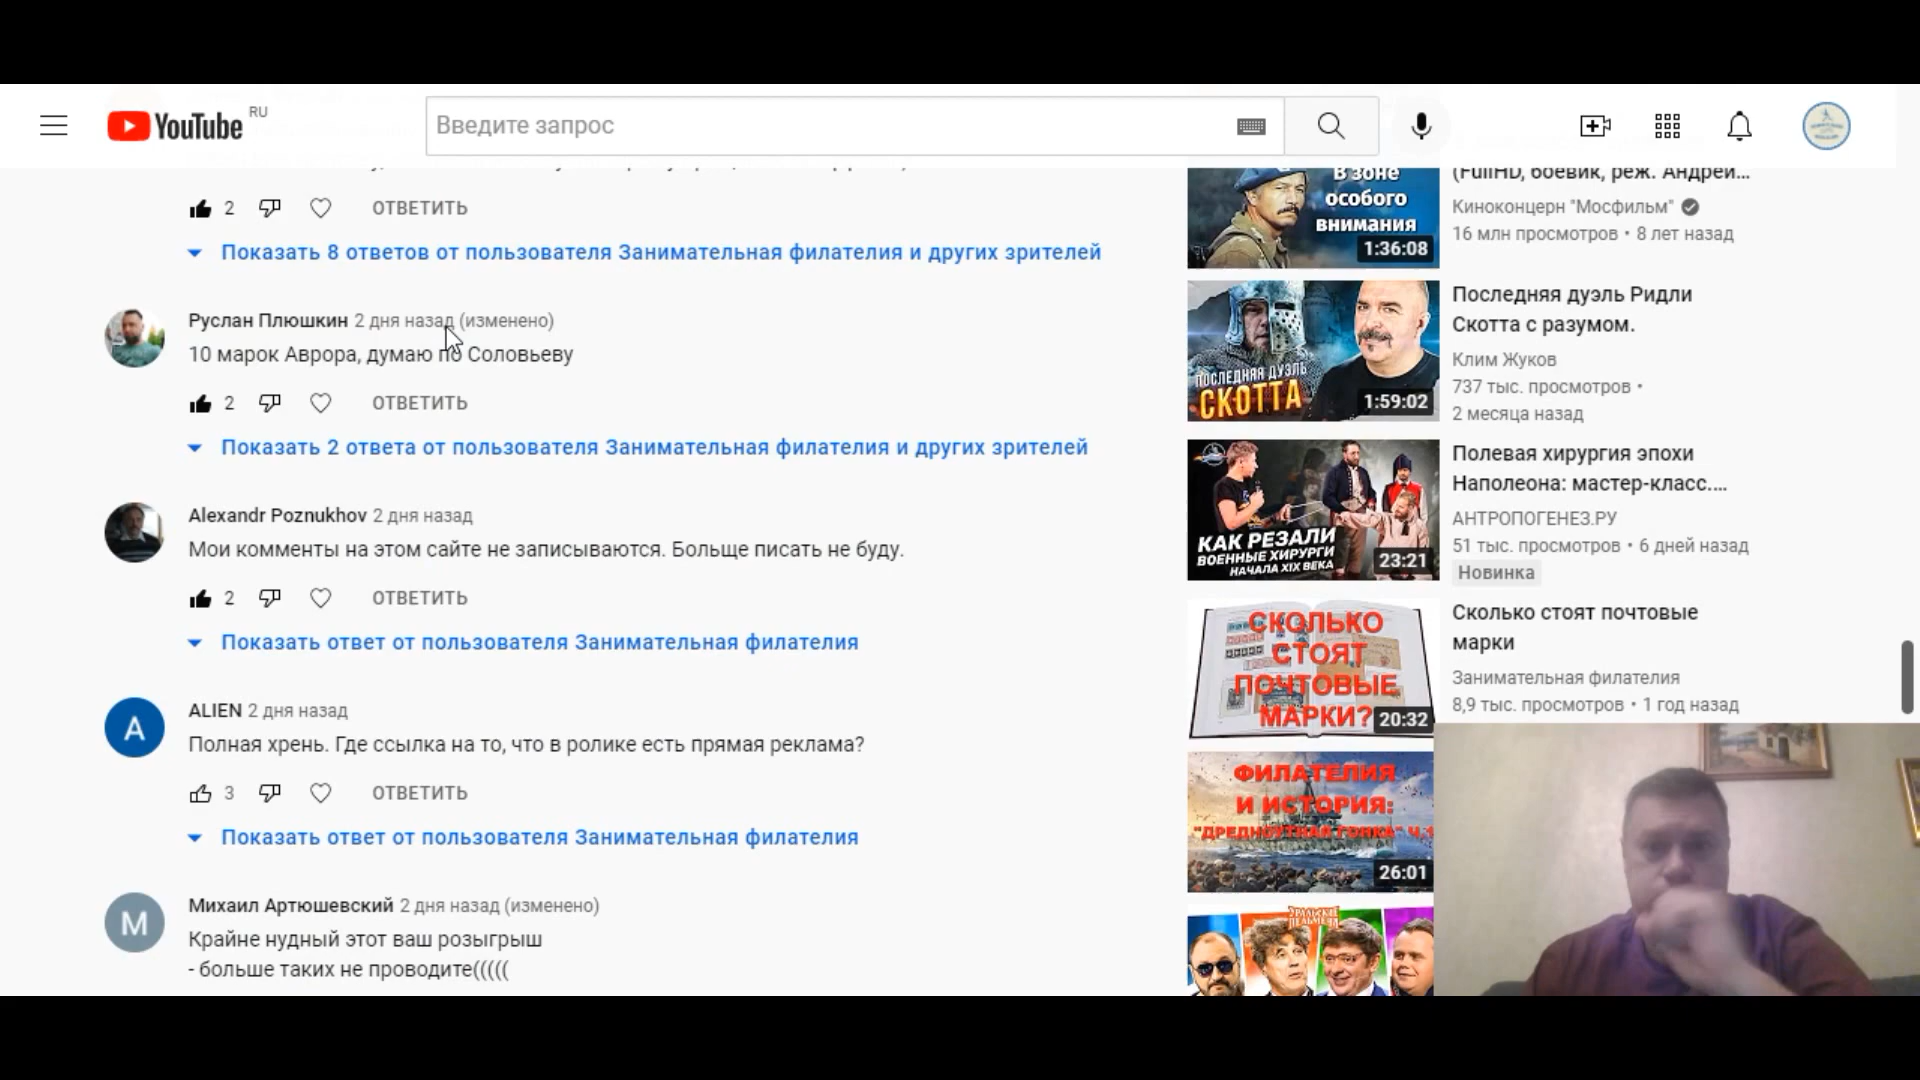 YouTube RU
Введите запрос
2 ОТВЕТИТЬ
Показать 8 ответов от пользователя Занимательная филателия и других зрителей
Руслан Плюшкин 2 дня назад (изменено)
10 марок Аврора, думаю по Соловьеву
2 ОТВЕТИТЬ
Показать 2 ответа от пользователя Занимательная филателия и других зрителей
Alexandr Poznukhov 2 дня назад
Мои комменты на этом сайте не записываются. Больще писать не буду.
2 ОТВЕТИТЬ
Показать ответ от пользователя Занимательная филателия
A
ALIEN 2 дня назад
Полная хрень. Где ссылка на то, что в ролике есть прямая реклама?
3 ОТВЕТИТЬ
Показать ответ от пользователя Занимательная филателия
М
Михаил Артюшевский 2 дня назад (изменено)
Крайне нудный этот ваш розыгрыш
- больше таких не проводите(((((
В зоне
особого
внимания
1:36:08
(FullHD, боевик, реж. Андрей...
Киноконцерн "Мосфильм"
16 млн просмотров • 8 лет назад
ПОСЛЕДНЯЯ ДУЭЛЬ
СКОТТА
1:59:02
Последняя дуэль Ридли
Скотта с разумом.
Клим Жуков
737 тыс. просмотров •
2 месяца назад
КАК РЕЗАЛИ
ВОЕННЫЕ ХИРУРГИ
НАЧАЛА XIX ВЕКА
23:21
Полевая хирургия эпохи
Наполеона: мастер-класс....
АНТРОПОГЕНЕЗ.РУ
51 тыс. просмотров • 6 дней назад
Новинка
СКОЛЬКО
СТОЯТ
ПОЧТОВЫЕ
МАРКИ?
20:32
Сколько стоят почтовые
марки
Занимательная филателия
8,9 тыс. просмотров • 1 год назад
ФИЛАТЕЛИЯ
И ИСТОРИЯ:
"ДРЕДНОУТНАЯ ГОНКА" Ч.1
26:01
УРАЛЬСКИЕ
ПЕЛЬМЕНИ